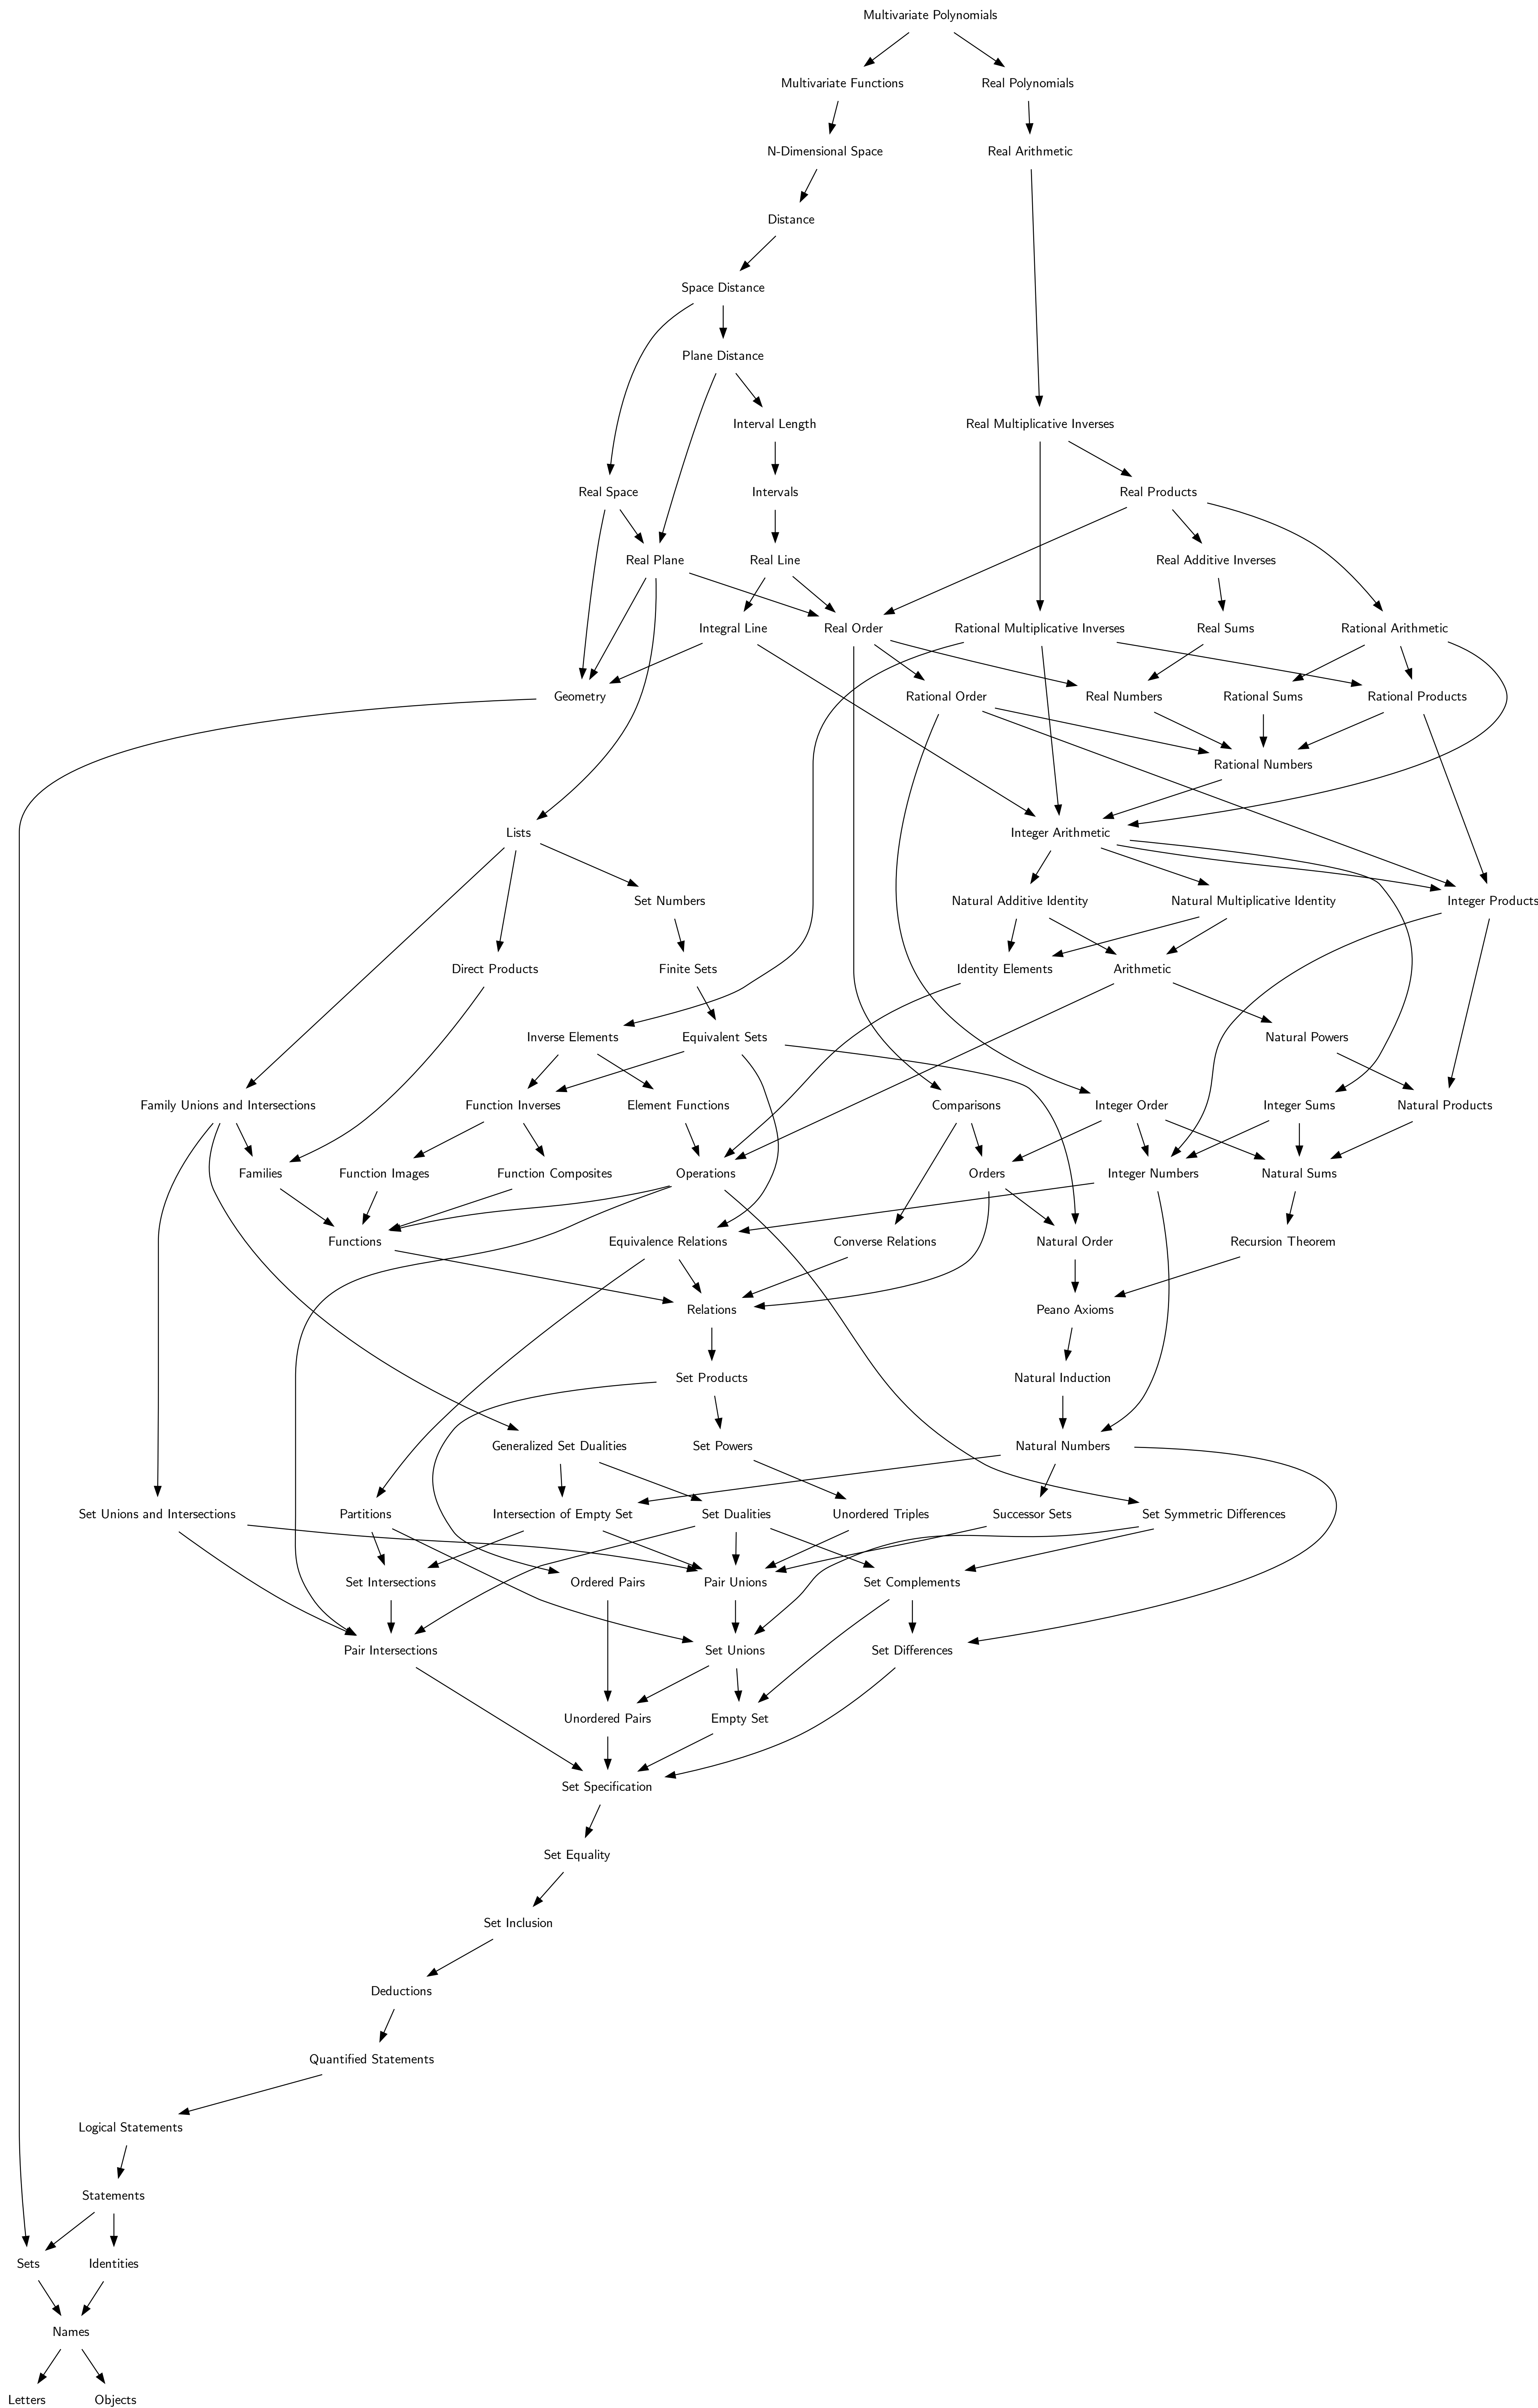 Multivariate Polynomials
Multivariate Functions
Real Polynomials
N-Dimensional Space
Real Arithmetic
Distance
Space Distance
Plane Distance
Interval Length
Real Multiplicative Inverses
Real Space
Intervals
Real Products
Real Plane
Real Line
Real Additive Inverses
Integral Line
Real Order
Rational Multiplicative Inverses
Real Sums
Rational Arithmetic
Geometry
Rational Order
Real Numbers
Rational Sums
Rational Products
Rational Numbers
Lists
Integer Arithmetic
Set Numbers
Natural Additive Identity
Natural Multiplicative Identity
Integer Products
Direct Products
Finite Sets
Identity Elements
Arithmetic
Inverse Elements
Equivalent Sets
Natural Powers
Family Unions and Intersections
Function Inverses
Element Functions
Comparisons
Integer Order
Integer Sums
Natural Products
Families
Function Images
Function Composites
Operations
Orders
Integer Numbers
Natural Sums
Functions
Equivalence Relations
Converse Relations
Natural Order
Recursion Theorem
Relations
Peano Axioms
Set Products
Natural Induction
Generalized Set Dualities
Set Powers
Natural Numbers
Set Unions and Intersections
Partitions
Intersection of Empty Set
Set Dualities
Unordered Triples
Successor Sets
Set Symmetric Differences
Set Intersections
Ordered Pairs
Pair Unions
Set Complements
Pair Intersections
Set Unions
Set Differences
Unordered Pairs
Empty Set
Set Specification
Set Equality
Set Inclusion
Deductions
Quantified Statements
Logical Statements
Statements
Sets
Identities
Names
Letters
Objects